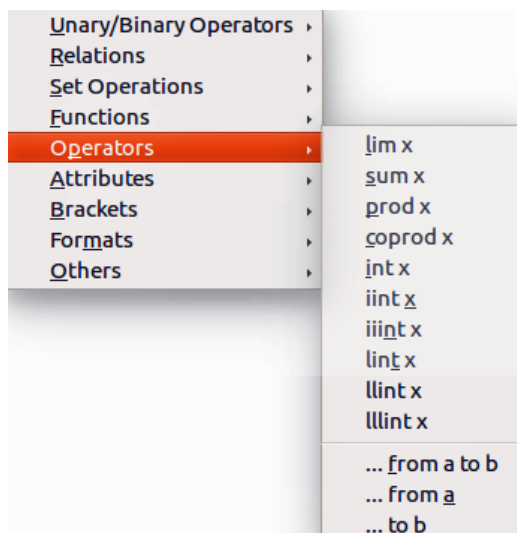 Unary/Binary Operators
Relations
Set Operations
Functions
Operators
Attributes
Brackets
Formats
Others
lim x
sum x
prod x
coprod x
int x
iint x
iiint x
lint x
llint x
lllint x
... from a to b
... from a
... to b